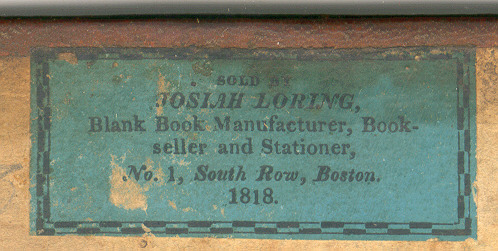 SOLD BY
JOSIAH LORING,
Blank Book Manufacturer, Book-
seller and Stationer,
No. 1, South Row, Boston.
1818.